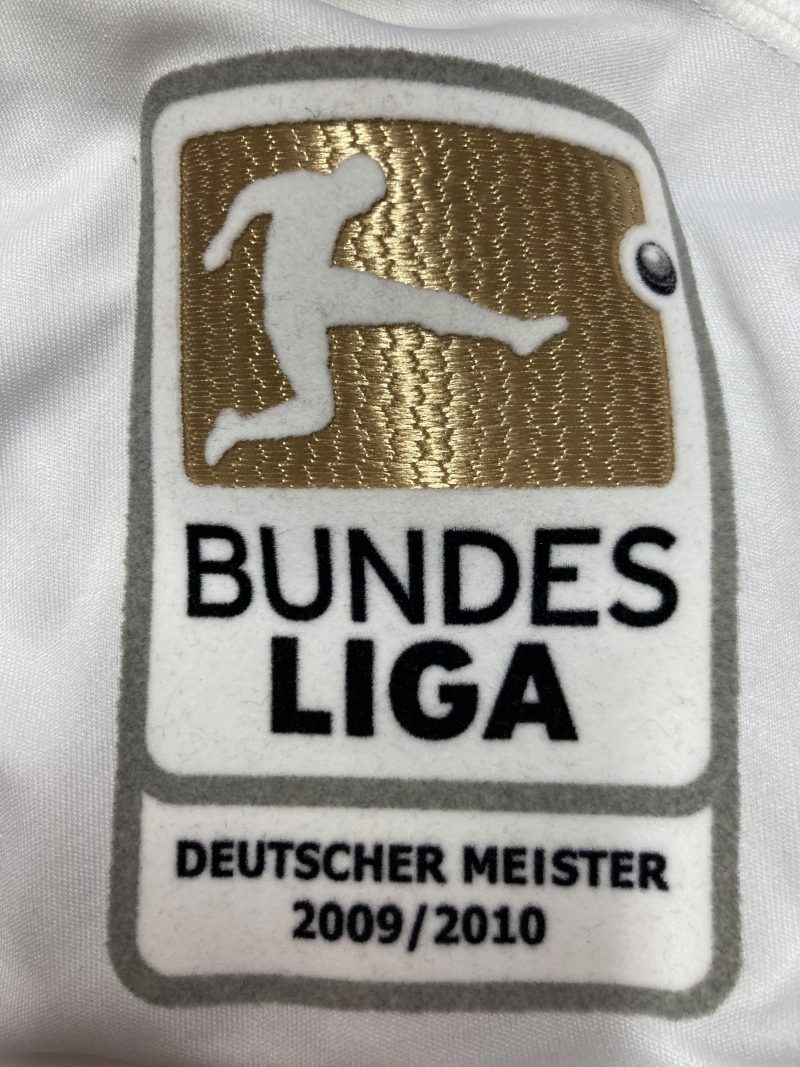 BUNDES
LIGA
DEUTSCHER MEISTER
2009/2010